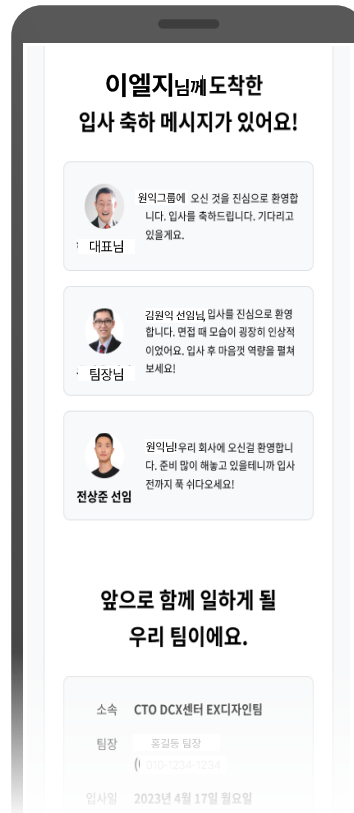 이엘지님께 도착한
입사 축하 메시지가 있어요!
원익그룹에 오신 것을 진심으로 환영합
니다. 입사를 축하드립니다. 기다리고
있을게요.
대표님
김원익 선임님, 입사를 진심으로 환영
합니다. 면접 때 모습이 굉장히 인상적
이었어요. 입사 후 마음껏 역량을 펼쳐
보세요!
팀장님
원익님!우리 회사에 오신걸 환영합니
다. 준비 많이 해놓고 있을테니까 입사
전까지 푹 쉬다오세요!
전상준 선임
앞으로 함께 일하게 될
우리 팀이에요.
소속 CTO DCX센터 EX디자인팀
팀장 홍길동 팀장
(010-1234-1234
입사일 2023년 4월 17일 월요일